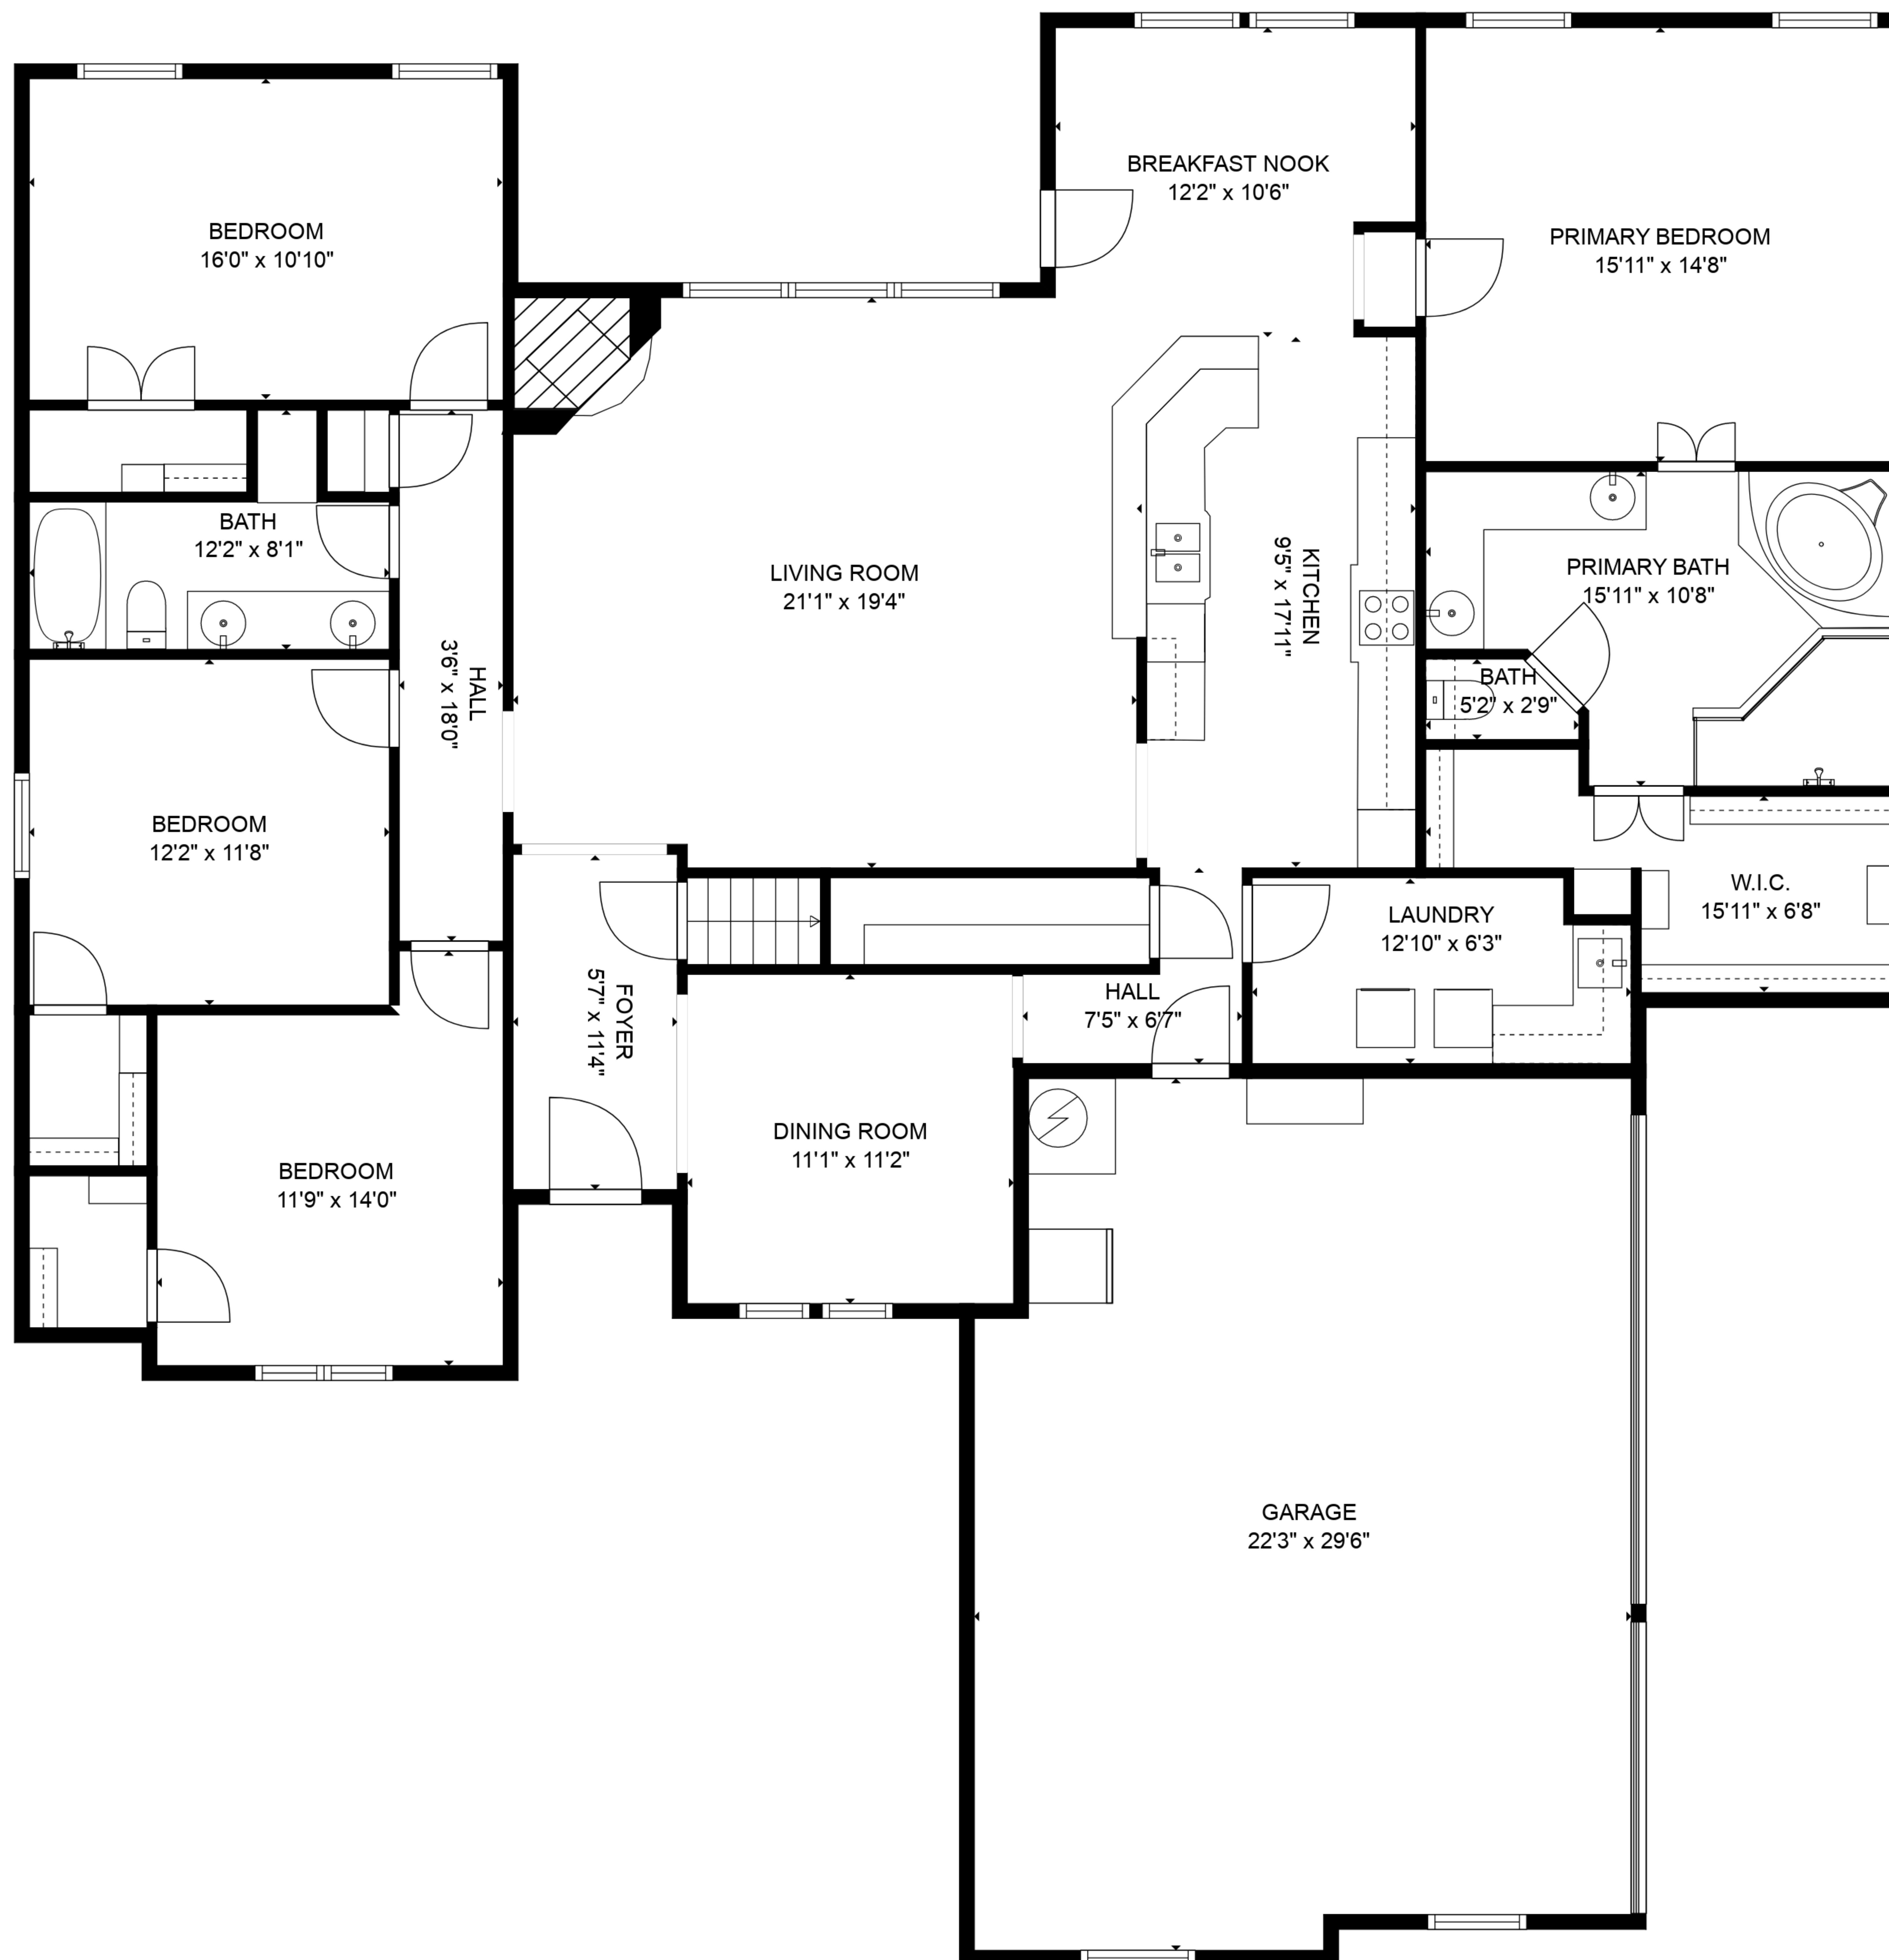 BREAKFAST NOOK
12'2" x 10'6"
BEDROOM
16'0" x 10'10"
PRIMARY BEDROOM
15'11" x 14'8"
BATH
12'2" x 8'1"
LIVING ROOM
21'1" x 19'4"
KITCHEN
9'5" x 17'11"
PRIMARY BATH
15'11" x 10'8"
HALL
3'6" x 18'0"
BATH
5'2" x 2'9"
BEDROOM
12'2" x 11'8"
W.I.C.
15'11" x 6'8"
LAUNDRY
12'10" x 6'3"
FOYER
5'7" x 11'4"
HALL
7'5" x 6'7"
DINING ROOM
11'1" x 11'2"
BEDROOM
11'9" x 14'0"
GARAGE
22'3" x 29'6"